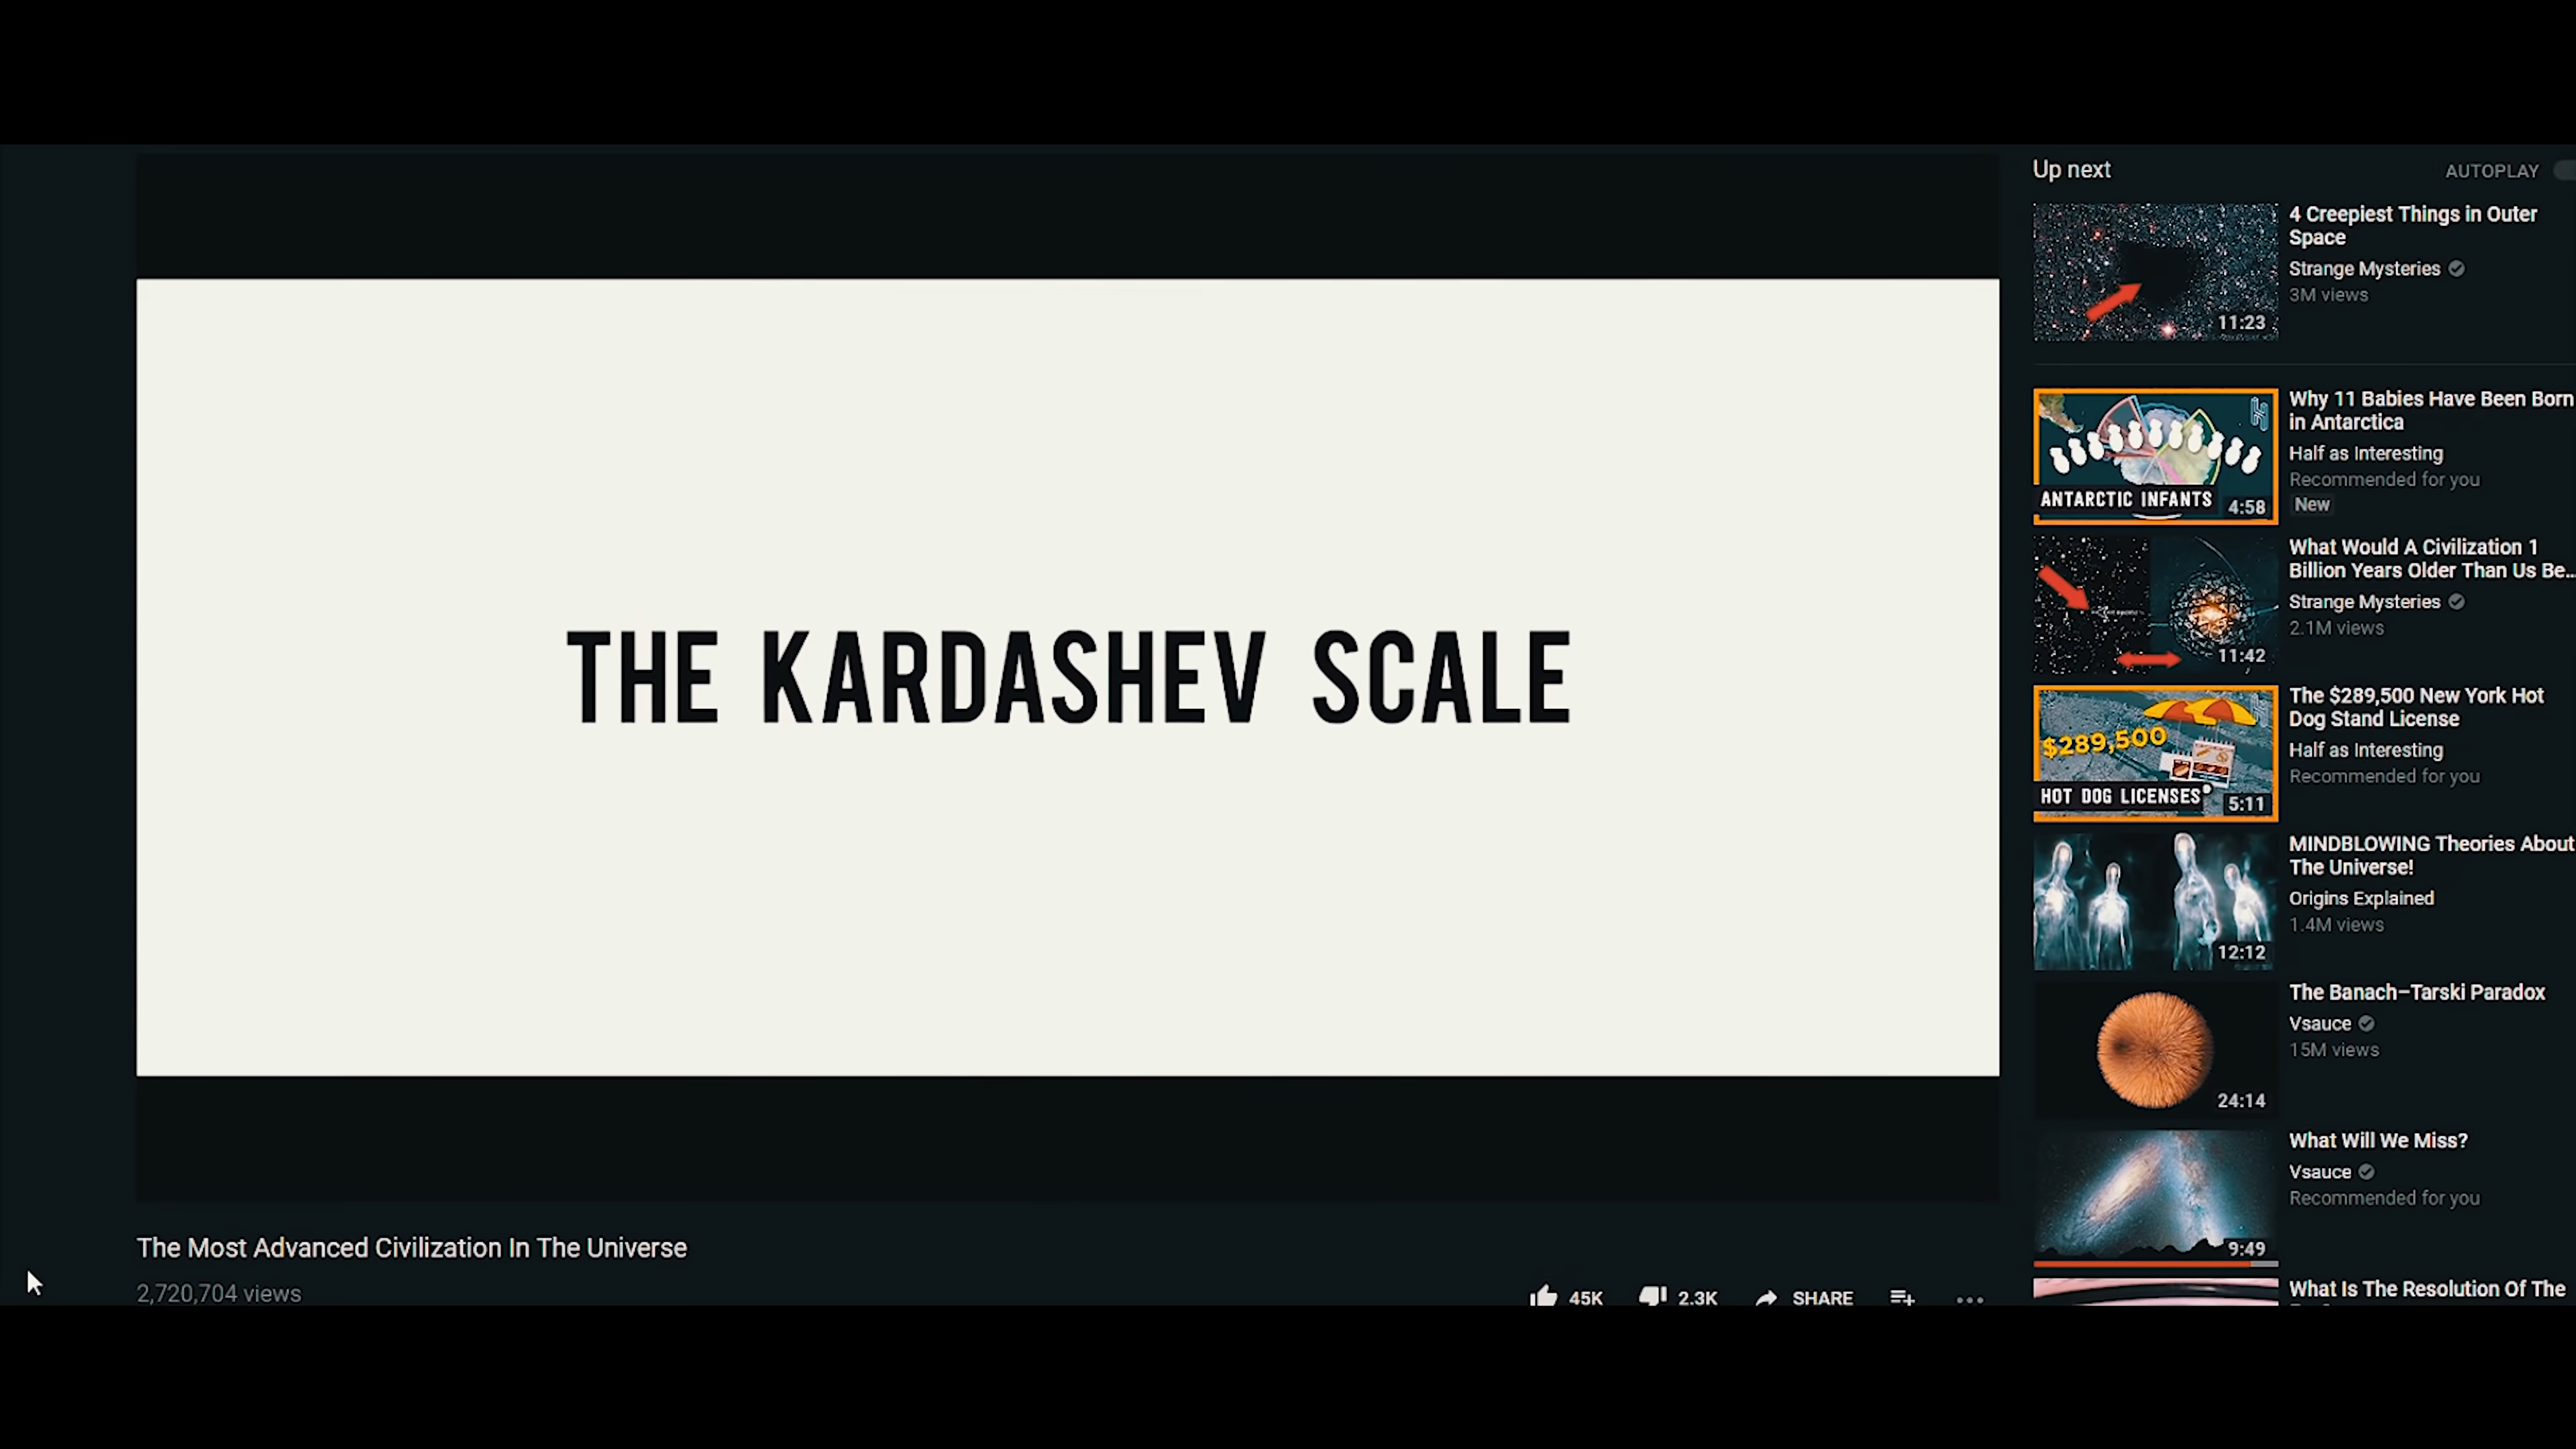 THE KARDASHEV SCALE
The Most Advanced Civilization In The Universe
2,720,704 views
45K
2.3K
SHARE
Up next
AUTOPLAY
11:23
4 Creepiest Things in Outer
Space
Strange Mysteries
3M views
ANTARCTIC INFANTS
4:58
Why 11 Babies Have Been Born
in Antarctica
Half as Interesting
Recommended for you
New
11:42
What Would A Civilization 1
Billion Years Older Than Us Be...
Strange Mysteries
2.1M views
$289,500
HOT DOG LICENSES
5:11
The $289,500 New York Hot
Dog Stand License
Half as Interesting
Recommended for you
12:12
MINDBLOWING Theories About
The Universe!
Origins Explained
1.4M views
24:14
The Banach–Tarski Paradox
Vsauce
15M views
9:49
What Will We Miss?
Vsauce
Recommended for you
What Is The Resolution Of The